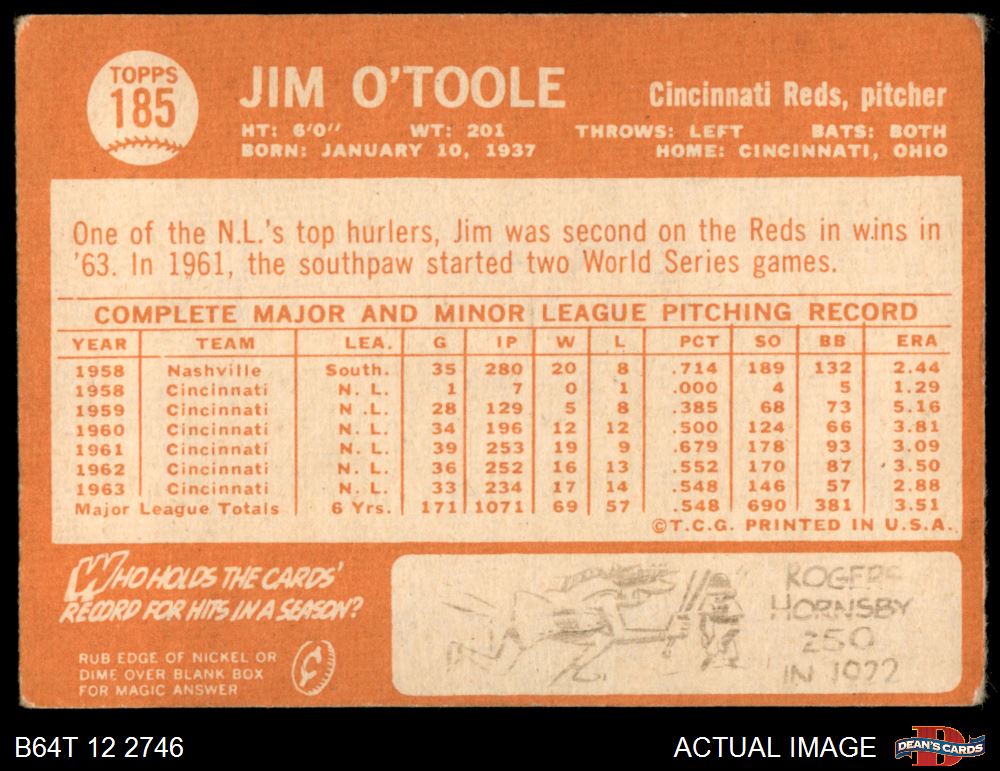 TOPPS
185
JIM O'TOOLE
Cincinnati Reds, pitcher
HT: 6'0" WT: 201 THROWS: LEFT BATS: BOTH
BORN: JANUARY 10, 1937 HOME: CINCINNATI, OHIO
One of the N.L.'s top hurlers, Jim was second on the Reds in wins in
'63. In 1961, the southpaw started two World Series games.
COMPLETE MAJOR AND MINOR LEAGUE PITCHING RECORD
YEAR TEAM LEA. G IP W L PCT SO BB ERA
1958 Nashville South. 35 280 20 8 .714 189 132 2.44
1958 Cincinnati N. L. 1 7 0 1 .000 4 5 1.29
1959 Cincinnati N. L. 28 129 5 8 .385 68 73 5.16
1960 Cincinnati N. L. 34 196 12 12 .500 124 66 3.81
1961 Cincinnati N. L. 39 253 19 9 .679 178 93 3.09
1962 Cincinnati N. L. 36 252 16 13 .552 170 87 3.50
1963 Cincinnati N. L. 33 234 17 14 .548 146 57 2.88
Major League Totals 6 Yrs. 171 1071 69 57 .548 690 381 3.51
©T.C.G. PRINTED IN U.S.A.
WHO HOLDS THE CARDS'
RECORD FOR HITS IN A SEASON?
RUB EDGE OF NICKEL OR
DIME OVER BLANK BOX
FOR MAGIC ANSWER
ROGERS
HORNSBY
250
IN 1922
B64T 12 2746
ACTUAL IMAGE
DEAN'S CARDS